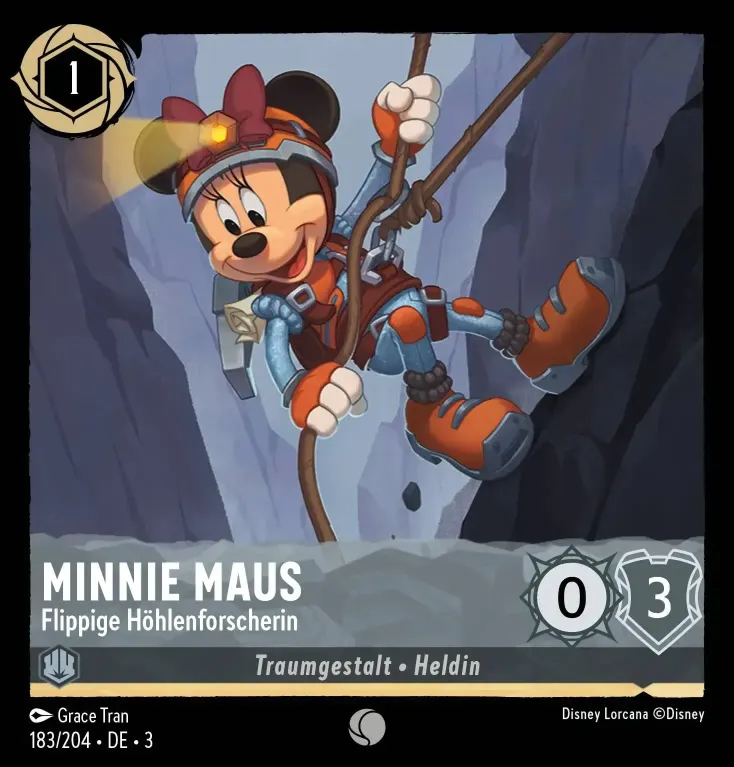 1
MINNIE MAUS
Flippige Höhlenforscherin
0
3
Traumgestalt • Heldin
Grace Tran
Disney Lorcana ©Disney
183/204 • DE • 3